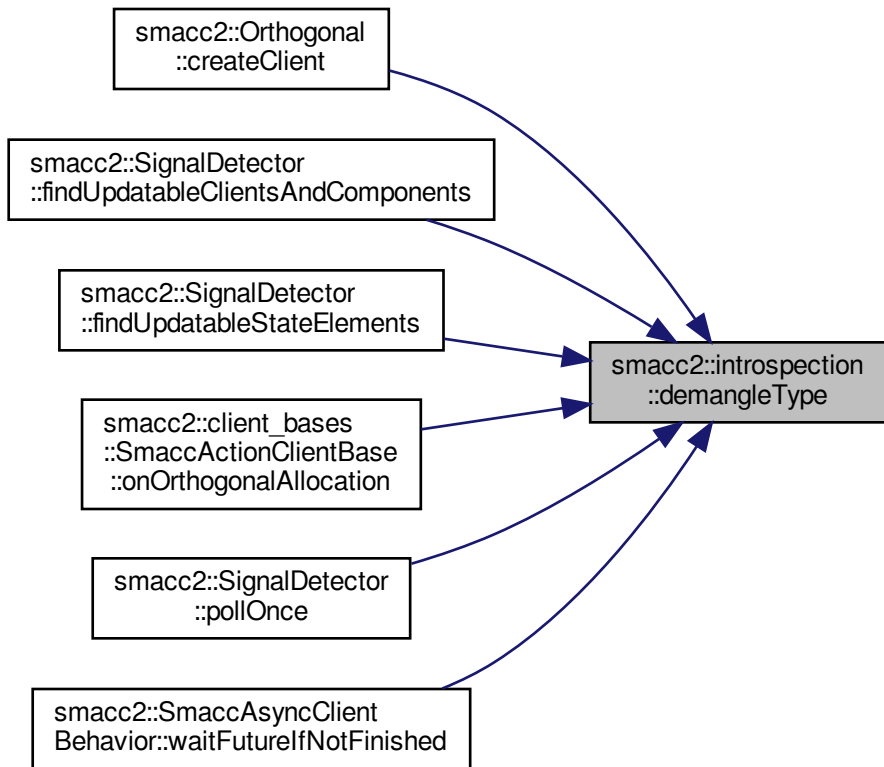 smacc2::Orthogonal
::createClient
smacc2::SignalDetector
::findUpdatableClientsAndComponents
smacc2::SignalDetector
::findUpdatableStateElements
smacc2::introspection
::demangleType
smacc2::client_bases
::SmaccActionClientBase
::onOrthogonalAllocation
smacc2::SignalDetector
::pollOnce
smacc2::SmaccAsyncClient
Behavior::waitFutureIfNotFinished